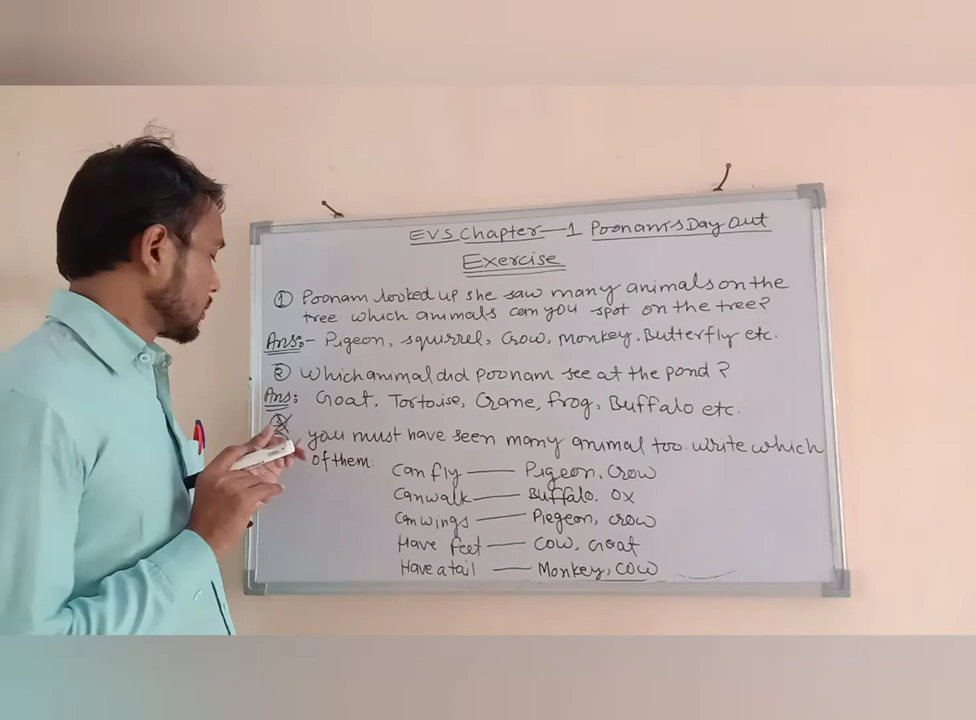 EVS Chapter-1 Poonam's Day Out
Exercise
① Poonam looked up she saw many animals on the
tree which animals can you spot on the tree?
Ans:- Pigeon, squirrel, Crow, Monkey, Butterfly etc.
② Which animal did Poonam see at the pond?
Ans: Goat, Tortoise, Crane, Frog, Buffalo etc.
you must have seen many animal too. Write which
of them:
Can fly — Pigeon, Crow
Can walk — Buffalo. OX
Can wings — Piegeon, crow
Have feet — Cow, Goat
Have a tail — Monkey, COW